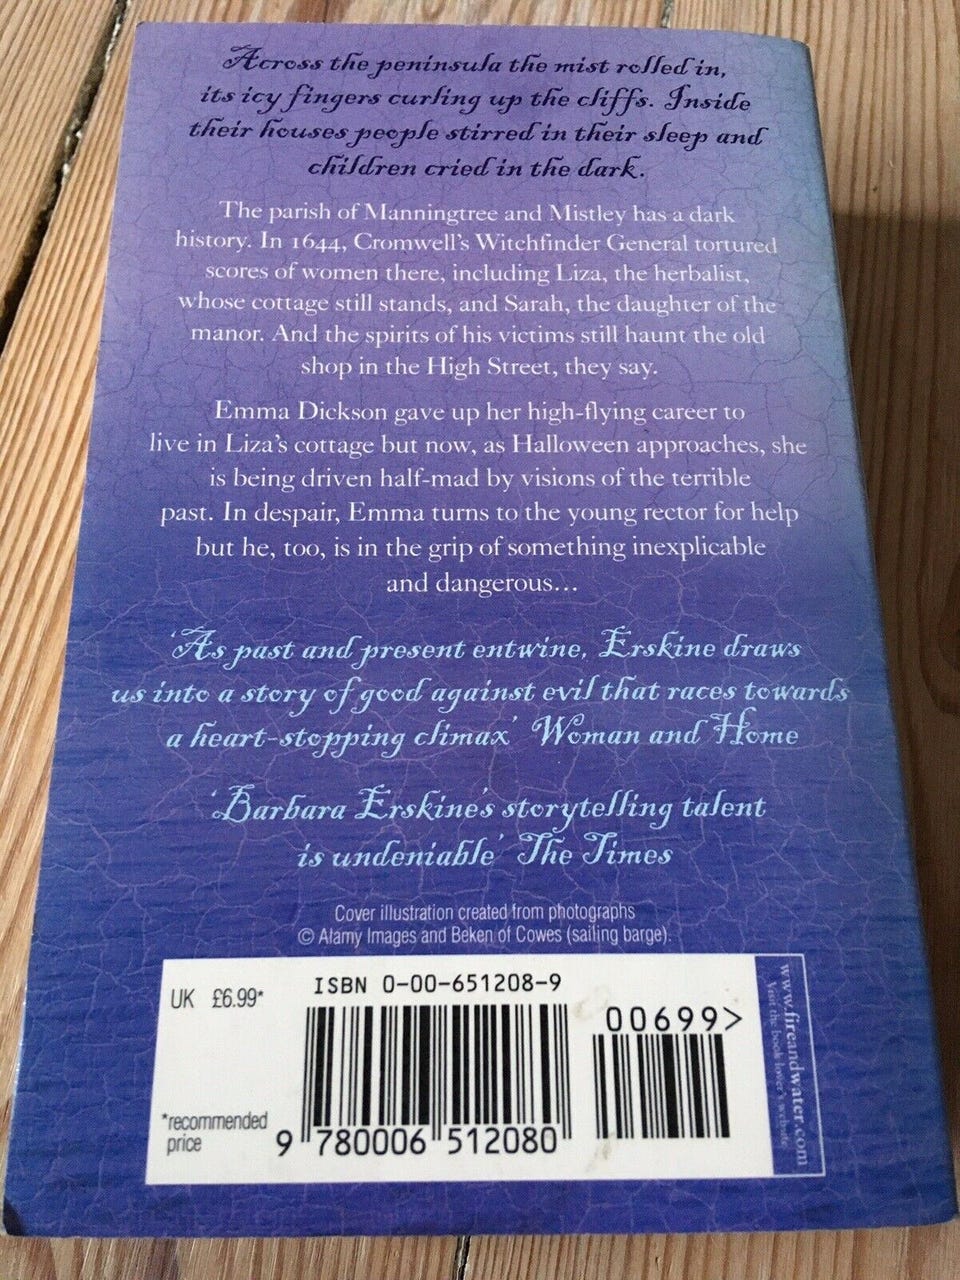 Across the peninsula the mist rolled in,
its icy fingers curling up the cliffs. Inside
their houses people stirred in their sleep and
children cried in the dark.
The parish of Manningtree and Mistley has a dark
history. In 1644, Cromwell's Witchfinder General tortured
scores of women there, including Liza, the herbalist,
whose cottage still stands, and Sarah, the daughter of the
manor. And the spirits of his victims still haunt the old
shop in the High Street, they say.
Emma Dickson gave up her high-flying career to
live in Liza's cottage but now, as Halloween approaches, she
is being driven half-mad by visions of the terrible
past. In despair, Emma turns to the young rector for help
but he, too, is in the grip of something inexplicable
and dangerous...
'As past and present entwine, Erskine draws
us into a story of good against evil that races towards
a heart-stopping climax' Woman and Home
'Barbara Erskine's storytelling talent
is undeniable' The Times
Cover illustration created from photographs
© Alamy Images and Beken of Cowes (sailing barge).
UK £6.99*
ISBN 0-00-651208-9
00699>
*recommended
price
9 780006 512080
www.fireandwater.com
Visit the book lover's website